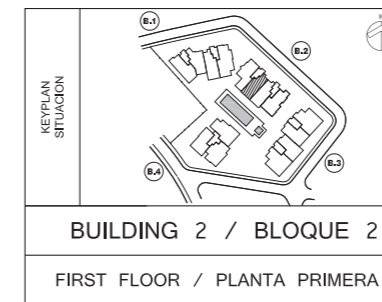 KEYPLAN
SITUACION
B.1
B.2
B.3
B.4
BUILDING 2 / BLOQUE 2
FIRST FLOOR / PLANTA PRIMERA